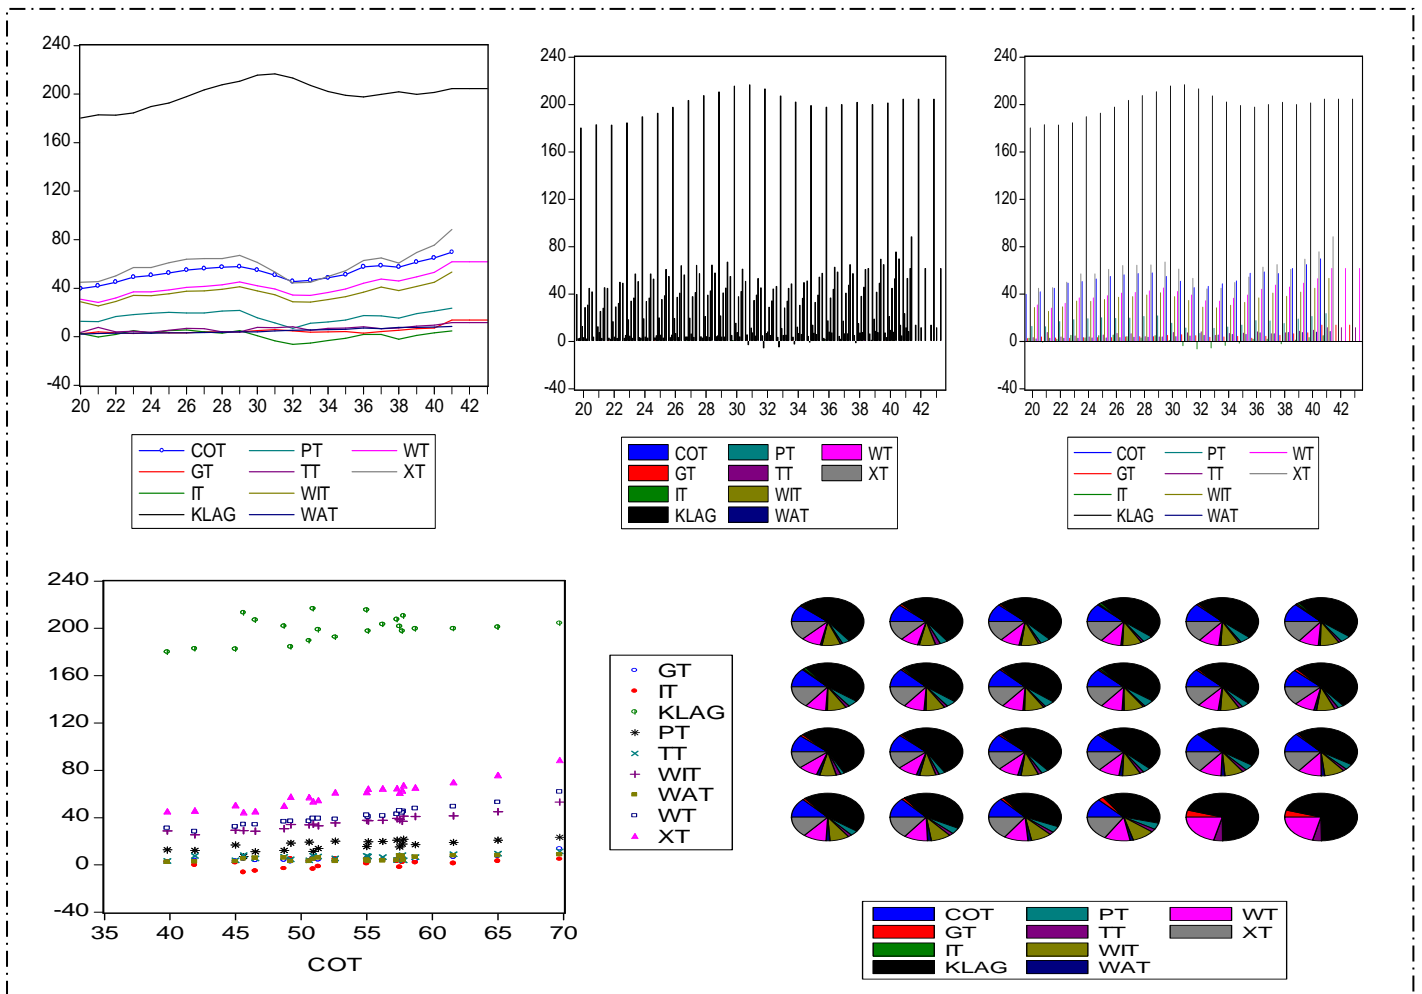 240
200
160
120
80
40
0
-40
20 22 24 26 28 30 32 34 36 38 40 42
COT PT WT
GT TT XT
IT WIT
KLAG WAT
240
200
160
120
80
40
0
-40
20 22 24 26 28 30 32 34 36 38 40 42
COT PT WT
GT TT XT
IT WIT
KLAG WAT
240
200
160
120
80
40
0
-40
20 22 24 26 28 30 32 34 36 38 40 42
COT PT WT
GT TT XT
IT WIT
KLAG WAT
240
200
160
120
80
40
0
-40
35 40 45 50 55 60 65 70
COT
GT
IT
KLAG
PT
TT
WIT
WAT
WT
XT
COT PT WT
GT TT XT
IT WIT
KLAG WAT